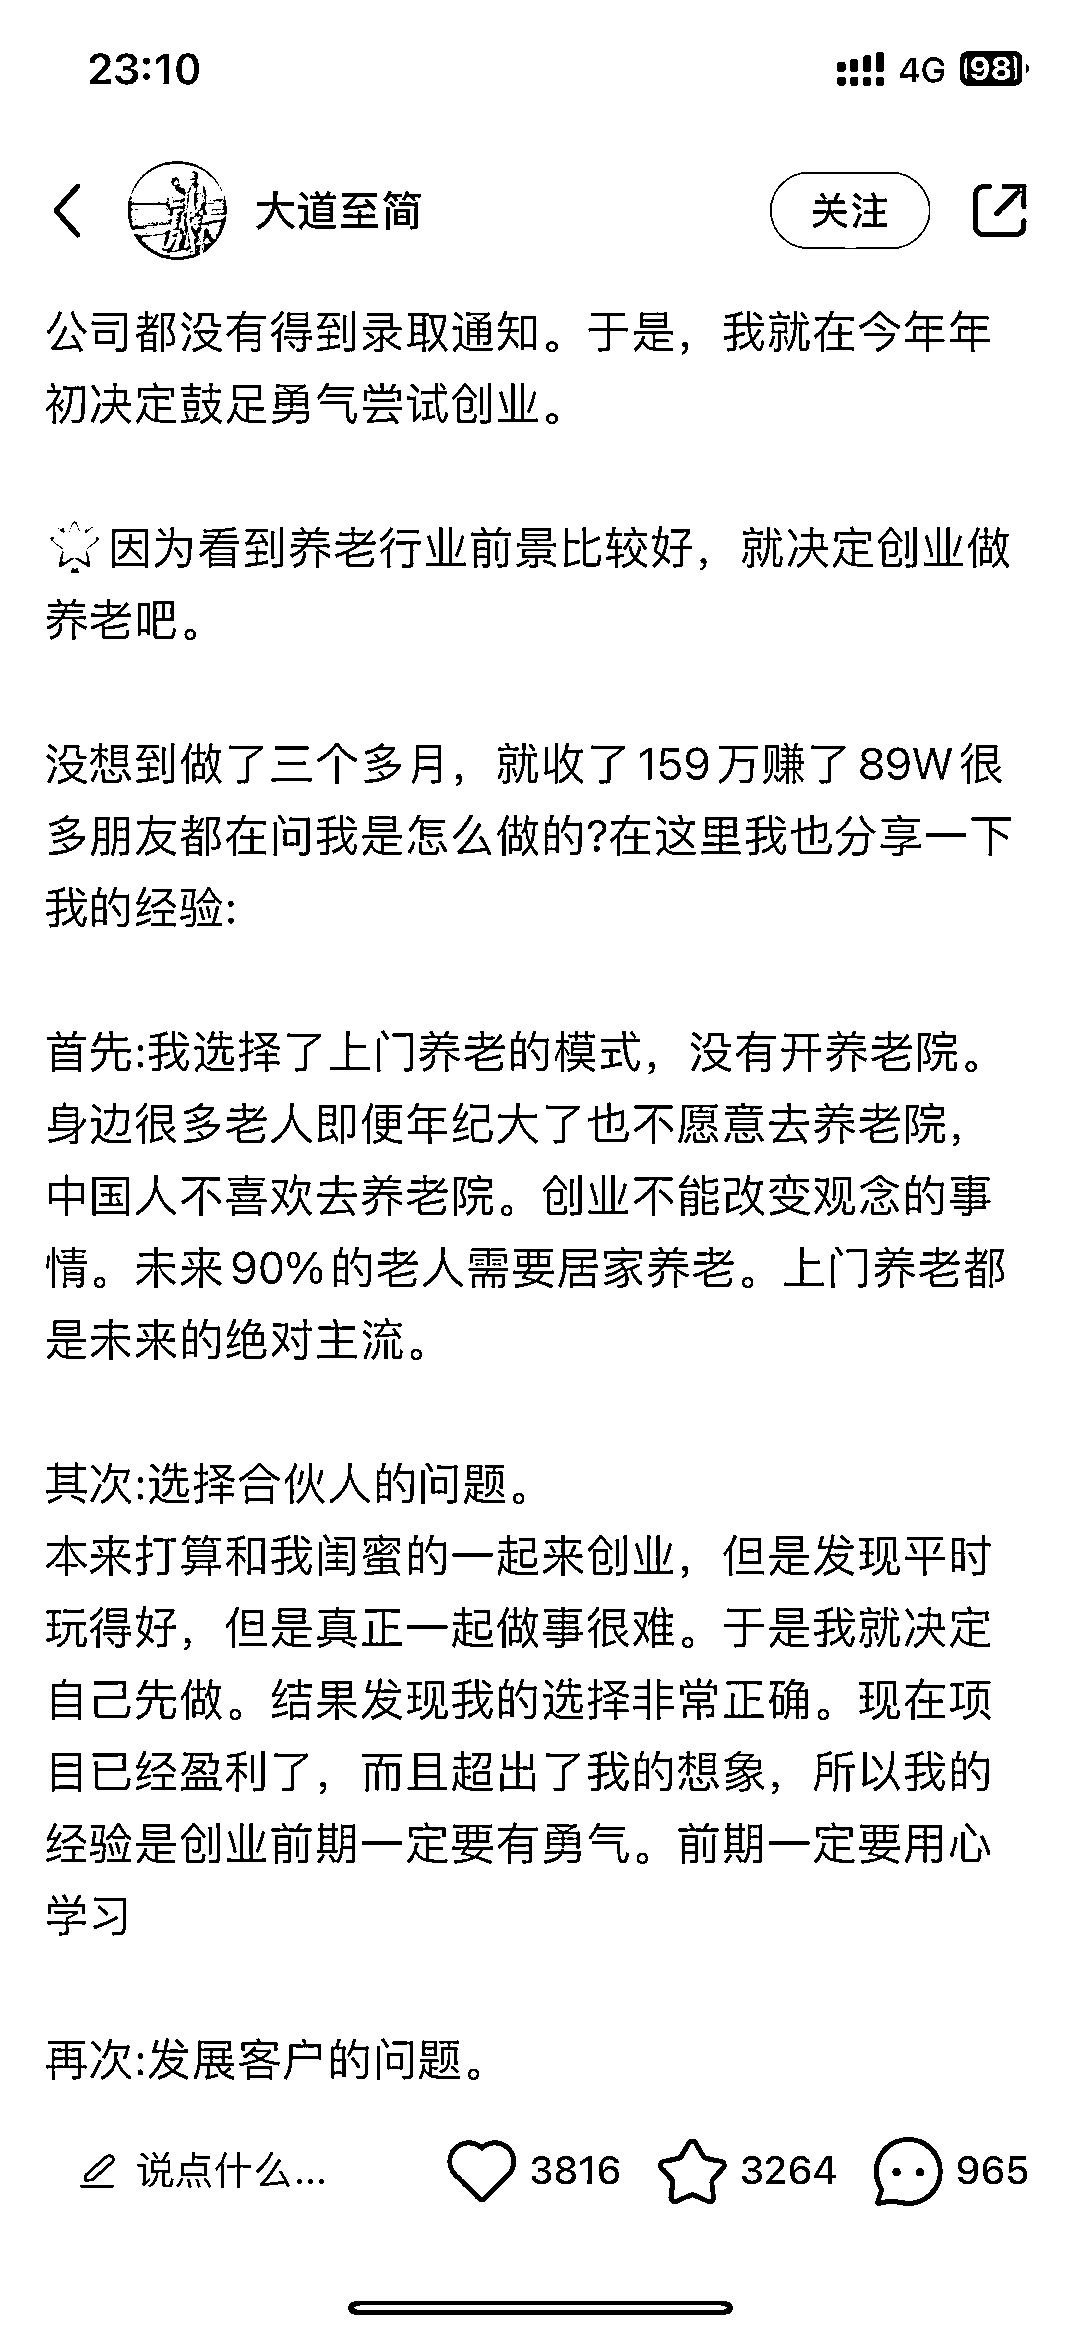 23:10
4G 98
大道至简
关注
公司都没有得到录取通知。于是，我就在今年年
初决定鼓足勇气尝试创业。
🌟因为看到养老行业前景比较好，就决定创业做
养老吧。
没想到做了三个多月，就收了159万赚了89W很
多朋友都在问我是怎么做的?在这里我也分享一下
我的经验:
首先:我选择了上门养老的模式，没有开养老院。
身边很多老人即便年纪大了也不愿意去养老院，
中国人不喜欢去养老院。创业不能改变观念的事
情。未来90%的老人需要居家养老。上门养老都
是未来的绝对主流。
其次:选择合伙人的问题。
本来打算和我闺蜜的一起来创业，但是发现平时
玩得好，但是真正一起做事很难。于是我就决定
自己先做。结果发现我的选择非常正确。现在项
目已经盈利了，而且超出了我的想象，所以我的
经验是创业前期一定要有勇气。前期一定要用心
学习
再次:发展客户的问题。
说点什么...
3816
3264
965